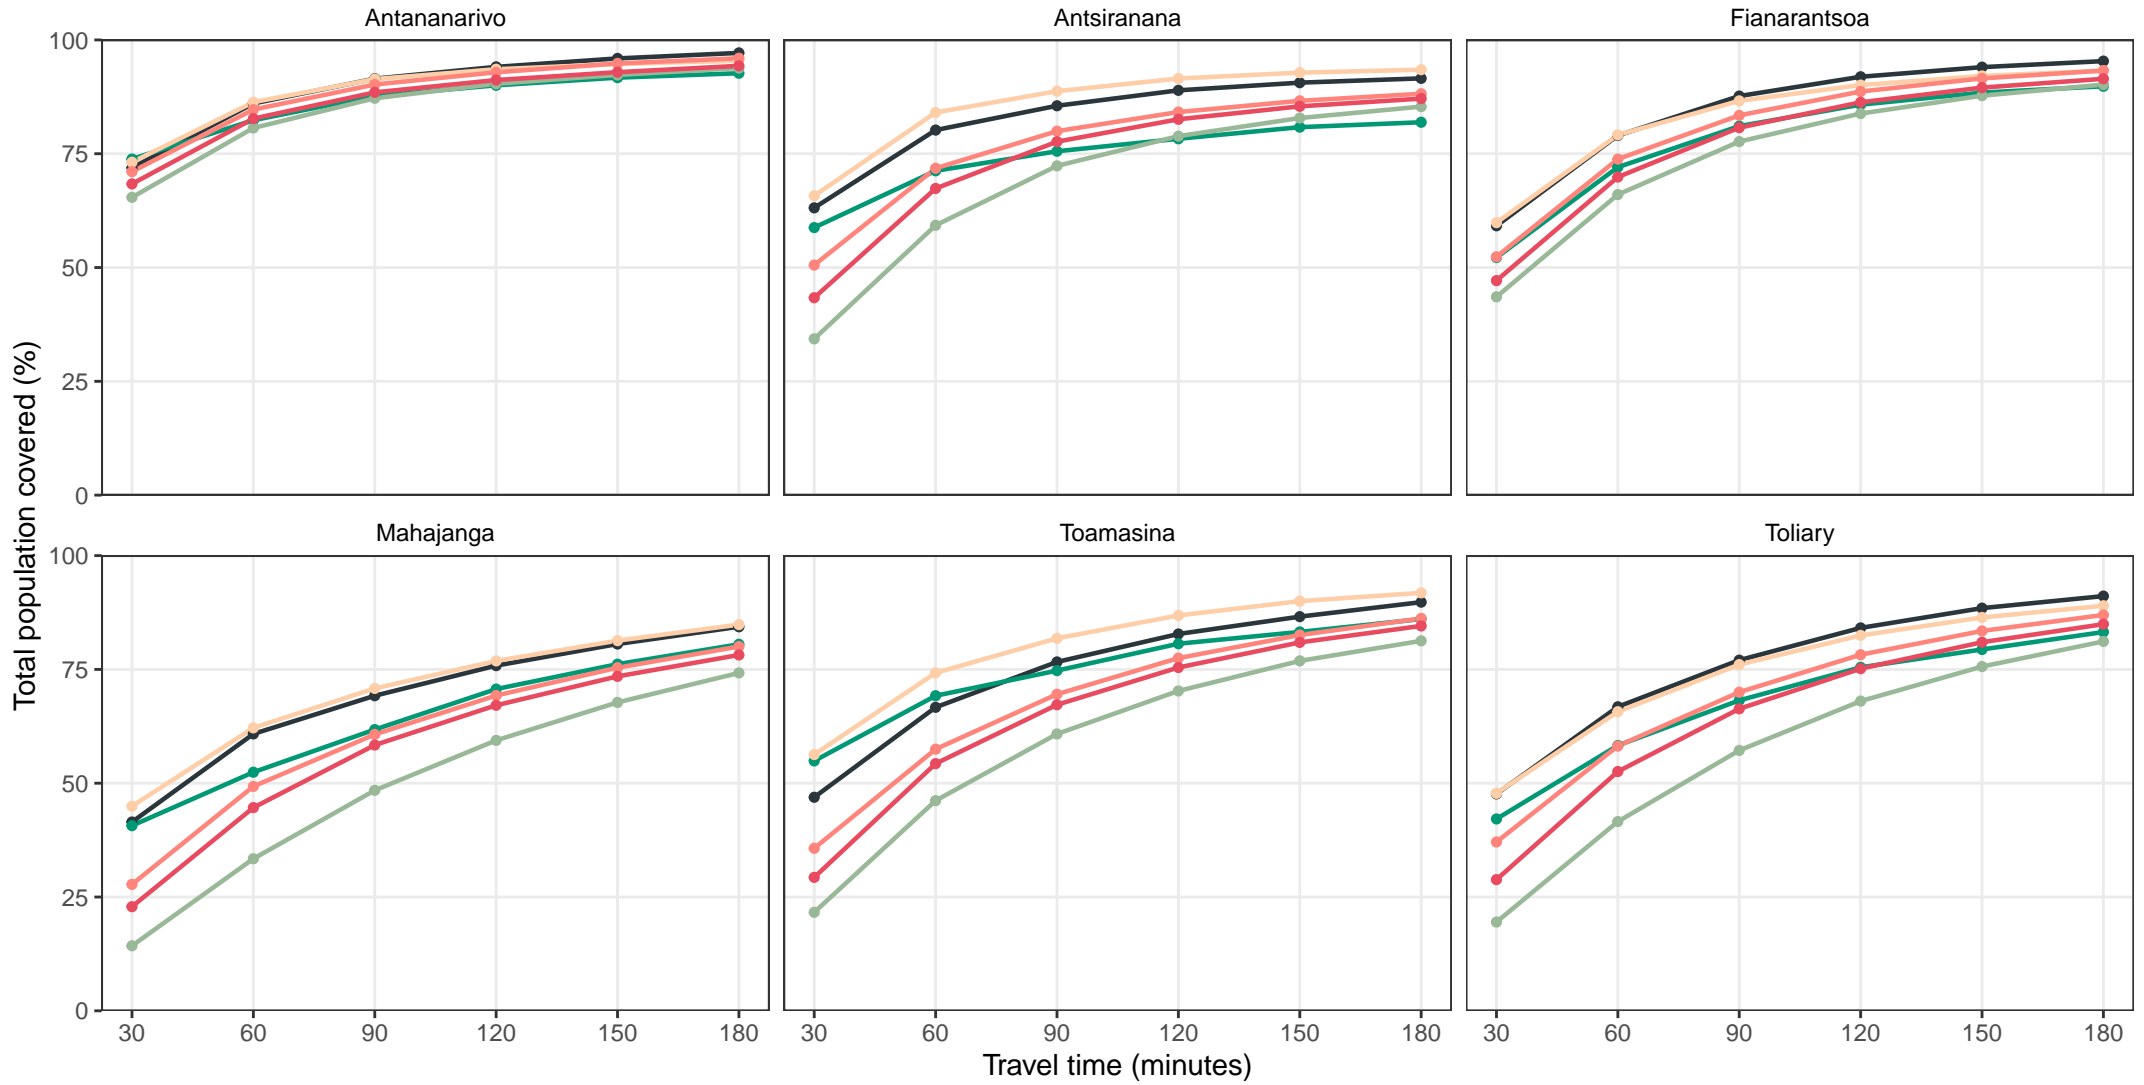 Antananarivo
Antsiranana
Fianarantsoa
100
75
50
25
0
Total population covered (%)
Mahajanga
Toamasina
Toliary
100
75
50
25
0
30 60 90 120 150 180
30 60 90 120 150 180
30 60 90 120 150 180
Travel time (minutes)